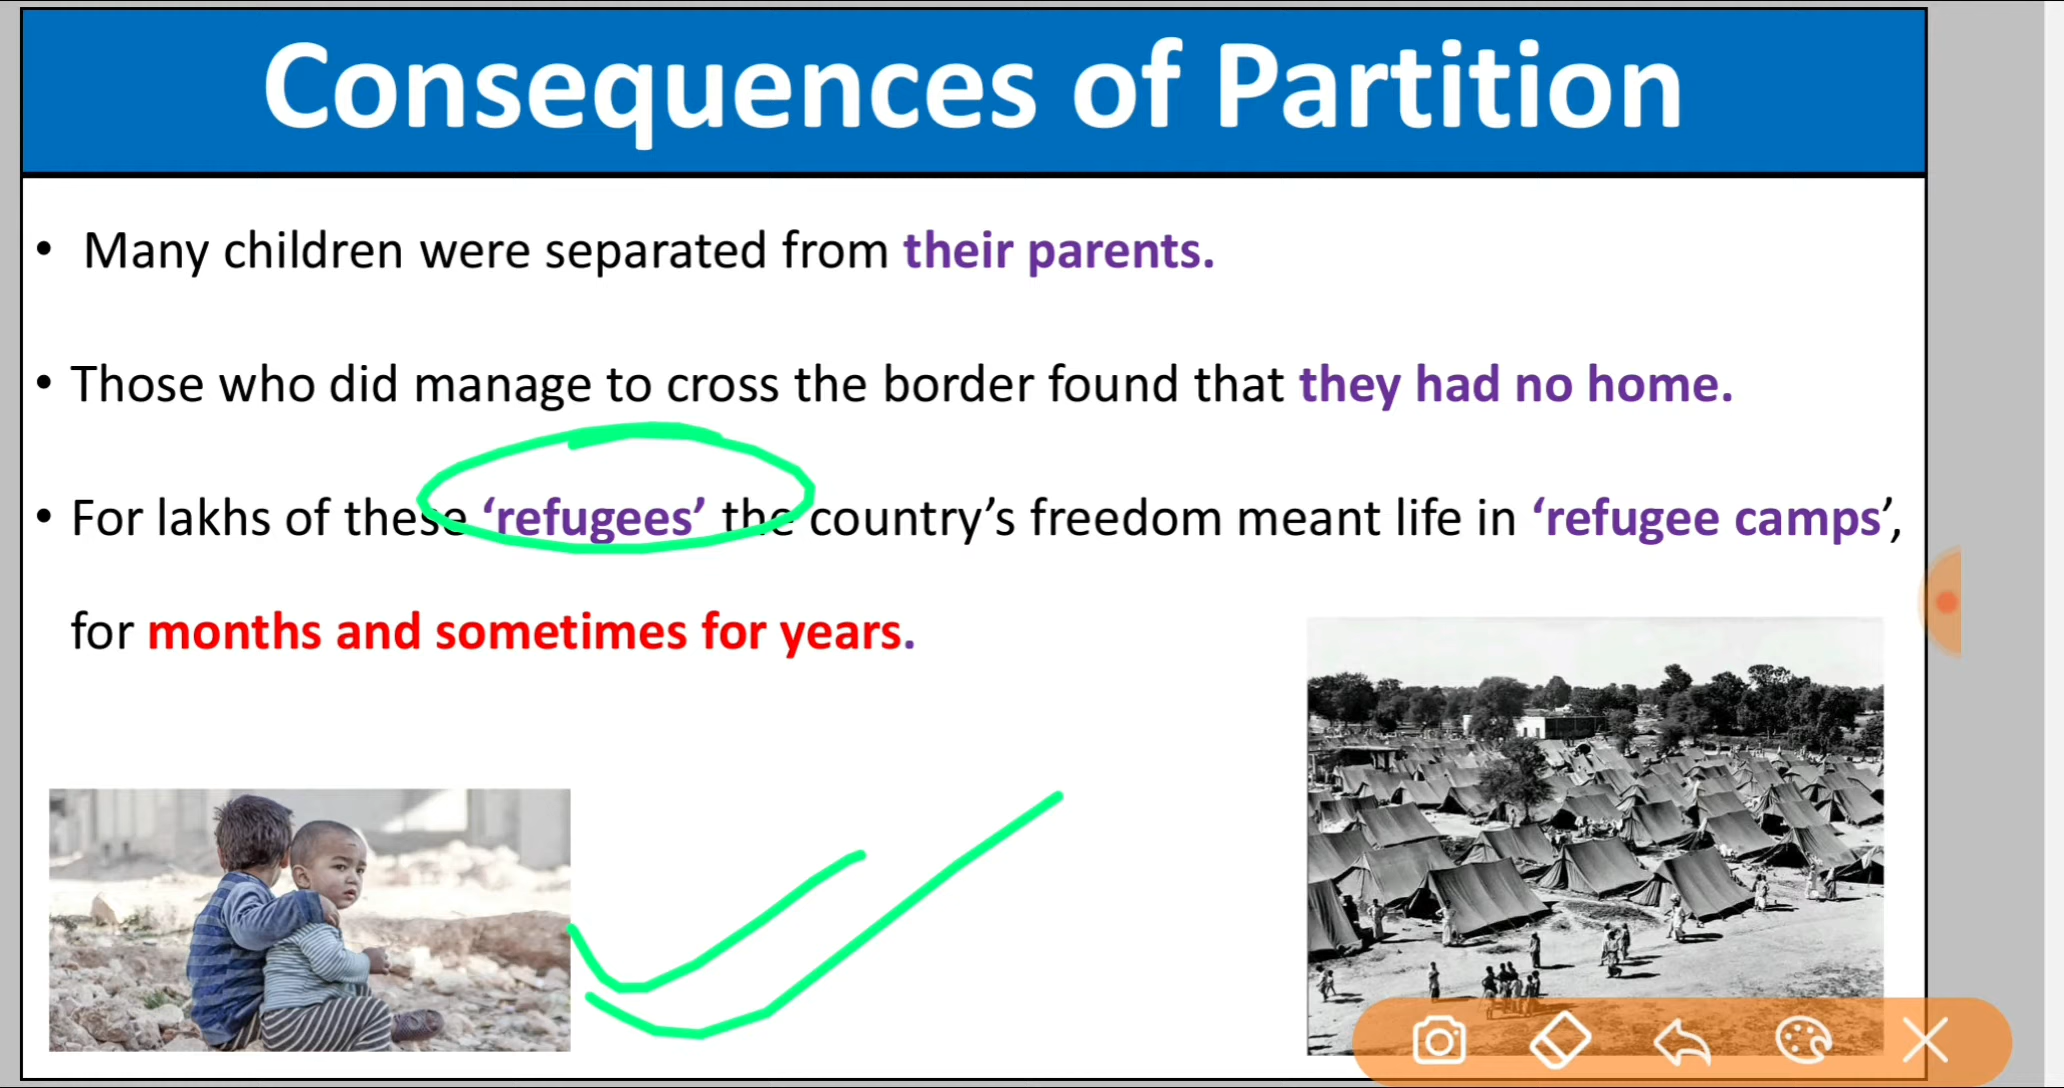 Consequences of Partition
• Many children were separated from their parents.
• Those who did manage to cross the border found that they had no home.
• For lakhs of these ‘refugees’ the country’s freedom meant life in ‘refugee camps’,
for months and sometimes for years.